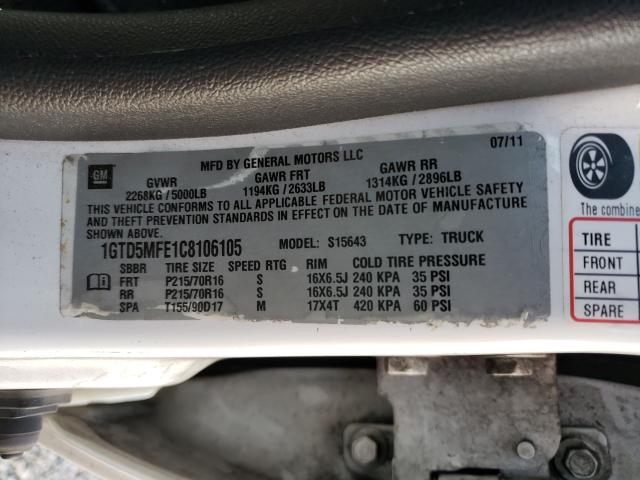 GM
MFD BY GENERAL MOTORS LLC
07/11
GVWR GAWR FRT GAWR RR
2268KG / 5000LB 1194KG / 2633LB 1314KG / 2896LB
THIS VEHICLE CONFORMS TO ALL APPLICABLE FEDERAL MOTOR VEHICLE SAFETY
AND THEFT PREVENTION STANDARDS IN EFFECT ON THE DATE OF MANUFACTURE
SHOWN ABOVE.
1GTD5MFE1C8106105 MODEL: S15643 TYPE: TRUCK
SBBR TIRE SIZE SPEED RTG RIM COLD TIRE PRESSURE
FRT P215/70R16 S 16X6.5J 240 KPA 35 PSI
RR P215/70R16 S 16X6.5J 240 KPA 35 PSI
SPA T155/90D17 M 17X4T 420 KPA 60 PSI
The combine
TIRE
FRONT
REAR
SPARE